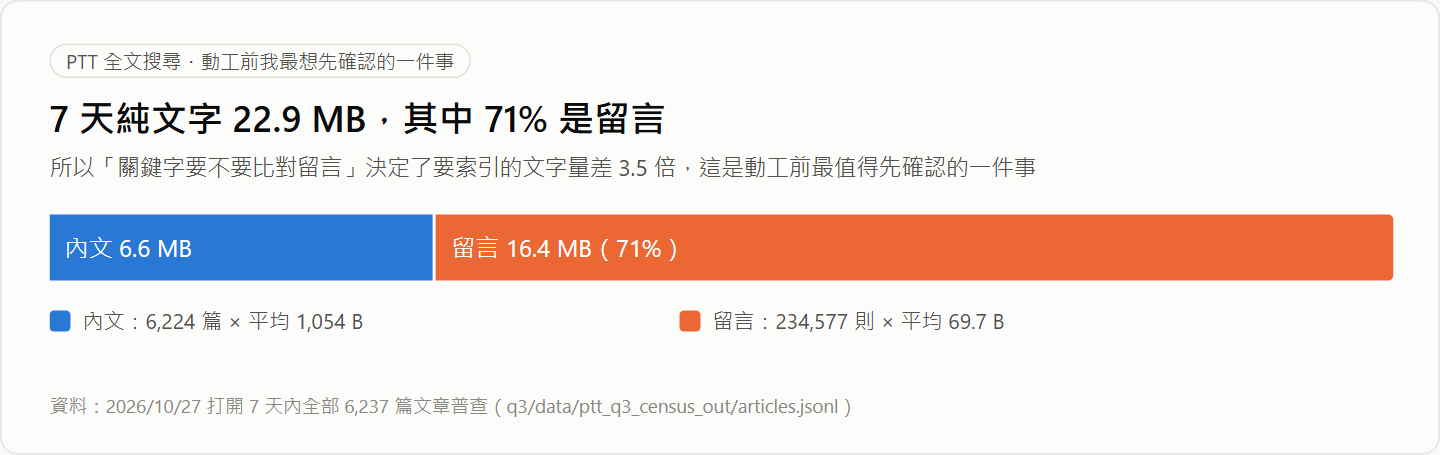 PTT 全文搜尋．動工前我最想先確認的一件事
7 天純文字 22.9 MB，其中 71% 是留言
所以「關鍵字要不要比對留言」決定了要索引的文字量差 3.5 倍，這是動工前最值得先確認的一件事
內文 6.6 MB
留言 16.4 MB（71%）
內文：6,224 篇 × 平均 1,054 B
留言：234,577 則 × 平均 69.7 B
資料：2026/10/27 打開 7 天內全部 6,237 篇文章普查（q3/data/ptt_q3_census_out/articles.jsonl）